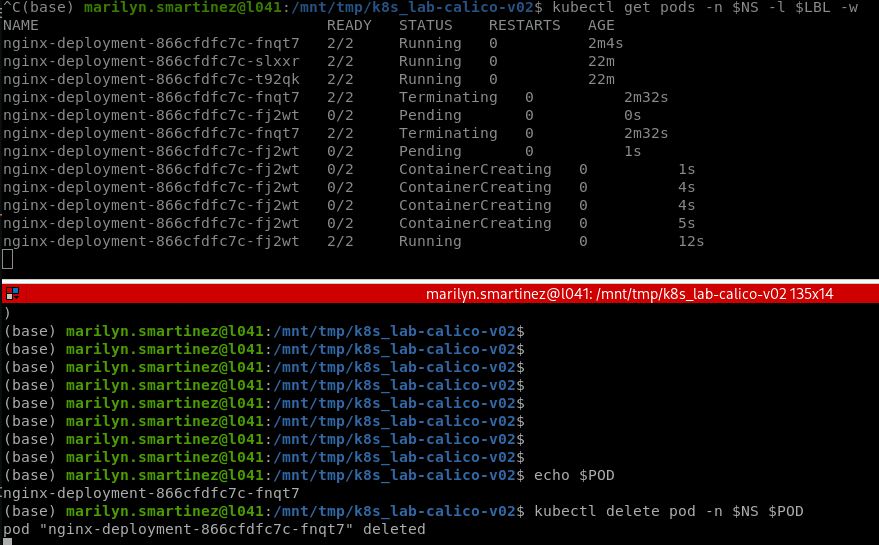 ^C(base) marilyn.smartinez@l041:/mnt/tmp/k8s_lab-calico-v02$ kubectl get pods -n $NS -l $LBL -w
NAME                                READY   STATUS    RESTARTS   AGE
nginx-deployment-866cfdfc7c-fnqt7   2/2     Running   0          2m4s
nginx-deployment-866cfdfc7c-slxxr   2/2     Running   0          22m
nginx-deployment-866cfdfc7c-t92qk   2/2     Running   0          22m
nginx-deployment-866cfdfc7c-fnqt7   2/2     Terminating   0          2m32s
nginx-deployment-866cfdfc7c-fj2wt   0/2     Pending       0          0s
nginx-deployment-866cfdfc7c-fnqt7   2/2     Terminating   0          2m32s
nginx-deployment-866cfdfc7c-fj2wt   0/2     Pending       0          1s
nginx-deployment-866cfdfc7c-fj2wt   0/2     ContainerCreating   0          1s
nginx-deployment-866cfdfc7c-fj2wt   0/2     ContainerCreating   0          4s
nginx-deployment-866cfdfc7c-fj2wt   0/2     ContainerCreating   0          4s
nginx-deployment-866cfdfc7c-fj2wt   0/2     ContainerCreating   0          5s
nginx-deployment-866cfdfc7c-fj2wt   2/2     Running             0          12s
marilyn.smartinez@l041: /mnt/tmp/k8s_lab-calico-v02 135x14
)
(base) marilyn.smartinez@l041:/mnt/tmp/k8s_lab-calico-v02$
(base) marilyn.smartinez@l041:/mnt/tmp/k8s_lab-calico-v02$
(base) marilyn.smartinez@l041:/mnt/tmp/k8s_lab-calico-v02$
(base) marilyn.smartinez@l041:/mnt/tmp/k8s_lab-calico-v02$
(base) marilyn.smartinez@l041:/mnt/tmp/k8s_lab-calico-v02$
(base) marilyn.smartinez@l041:/mnt/tmp/k8s_lab-calico-v02$
(base) marilyn.smartinez@l041:/mnt/tmp/k8s_lab-calico-v02$
(base) marilyn.smartinez@l041:/mnt/tmp/k8s_lab-calico-v02$
(base) marilyn.smartinez@l041:/mnt/tmp/k8s_lab-calico-v02$ echo $POD
nginx-deployment-866cfdfc7c-fnqt7
(base) marilyn.smartinez@l041:/mnt/tmp/k8s_lab-calico-v02$ kubectl delete pod -n $NS $POD
pod "nginx-deployment-866cfdfc7c-fnqt7" deleted